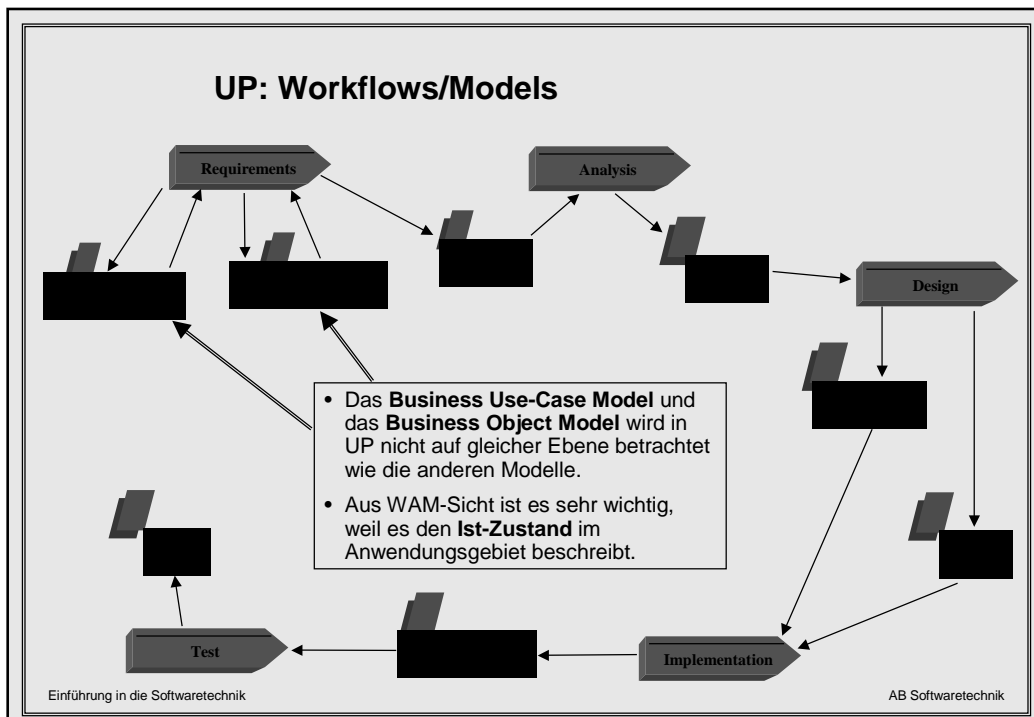 UP: Workflows/Models
Requirements
Analysis
Design
• Das Business Use-Case Model und
das Business Object Model wird in
UP nicht auf gleicher Ebene betrachtet
wie die anderen Modelle.
• Aus WAM-Sicht ist es sehr wichtig,
weil es den Ist-Zustand im
Anwendungsgebiet beschreibt.
Test
Implementation
Einführung in die Softwaretechnik
AB Softwaretechnik